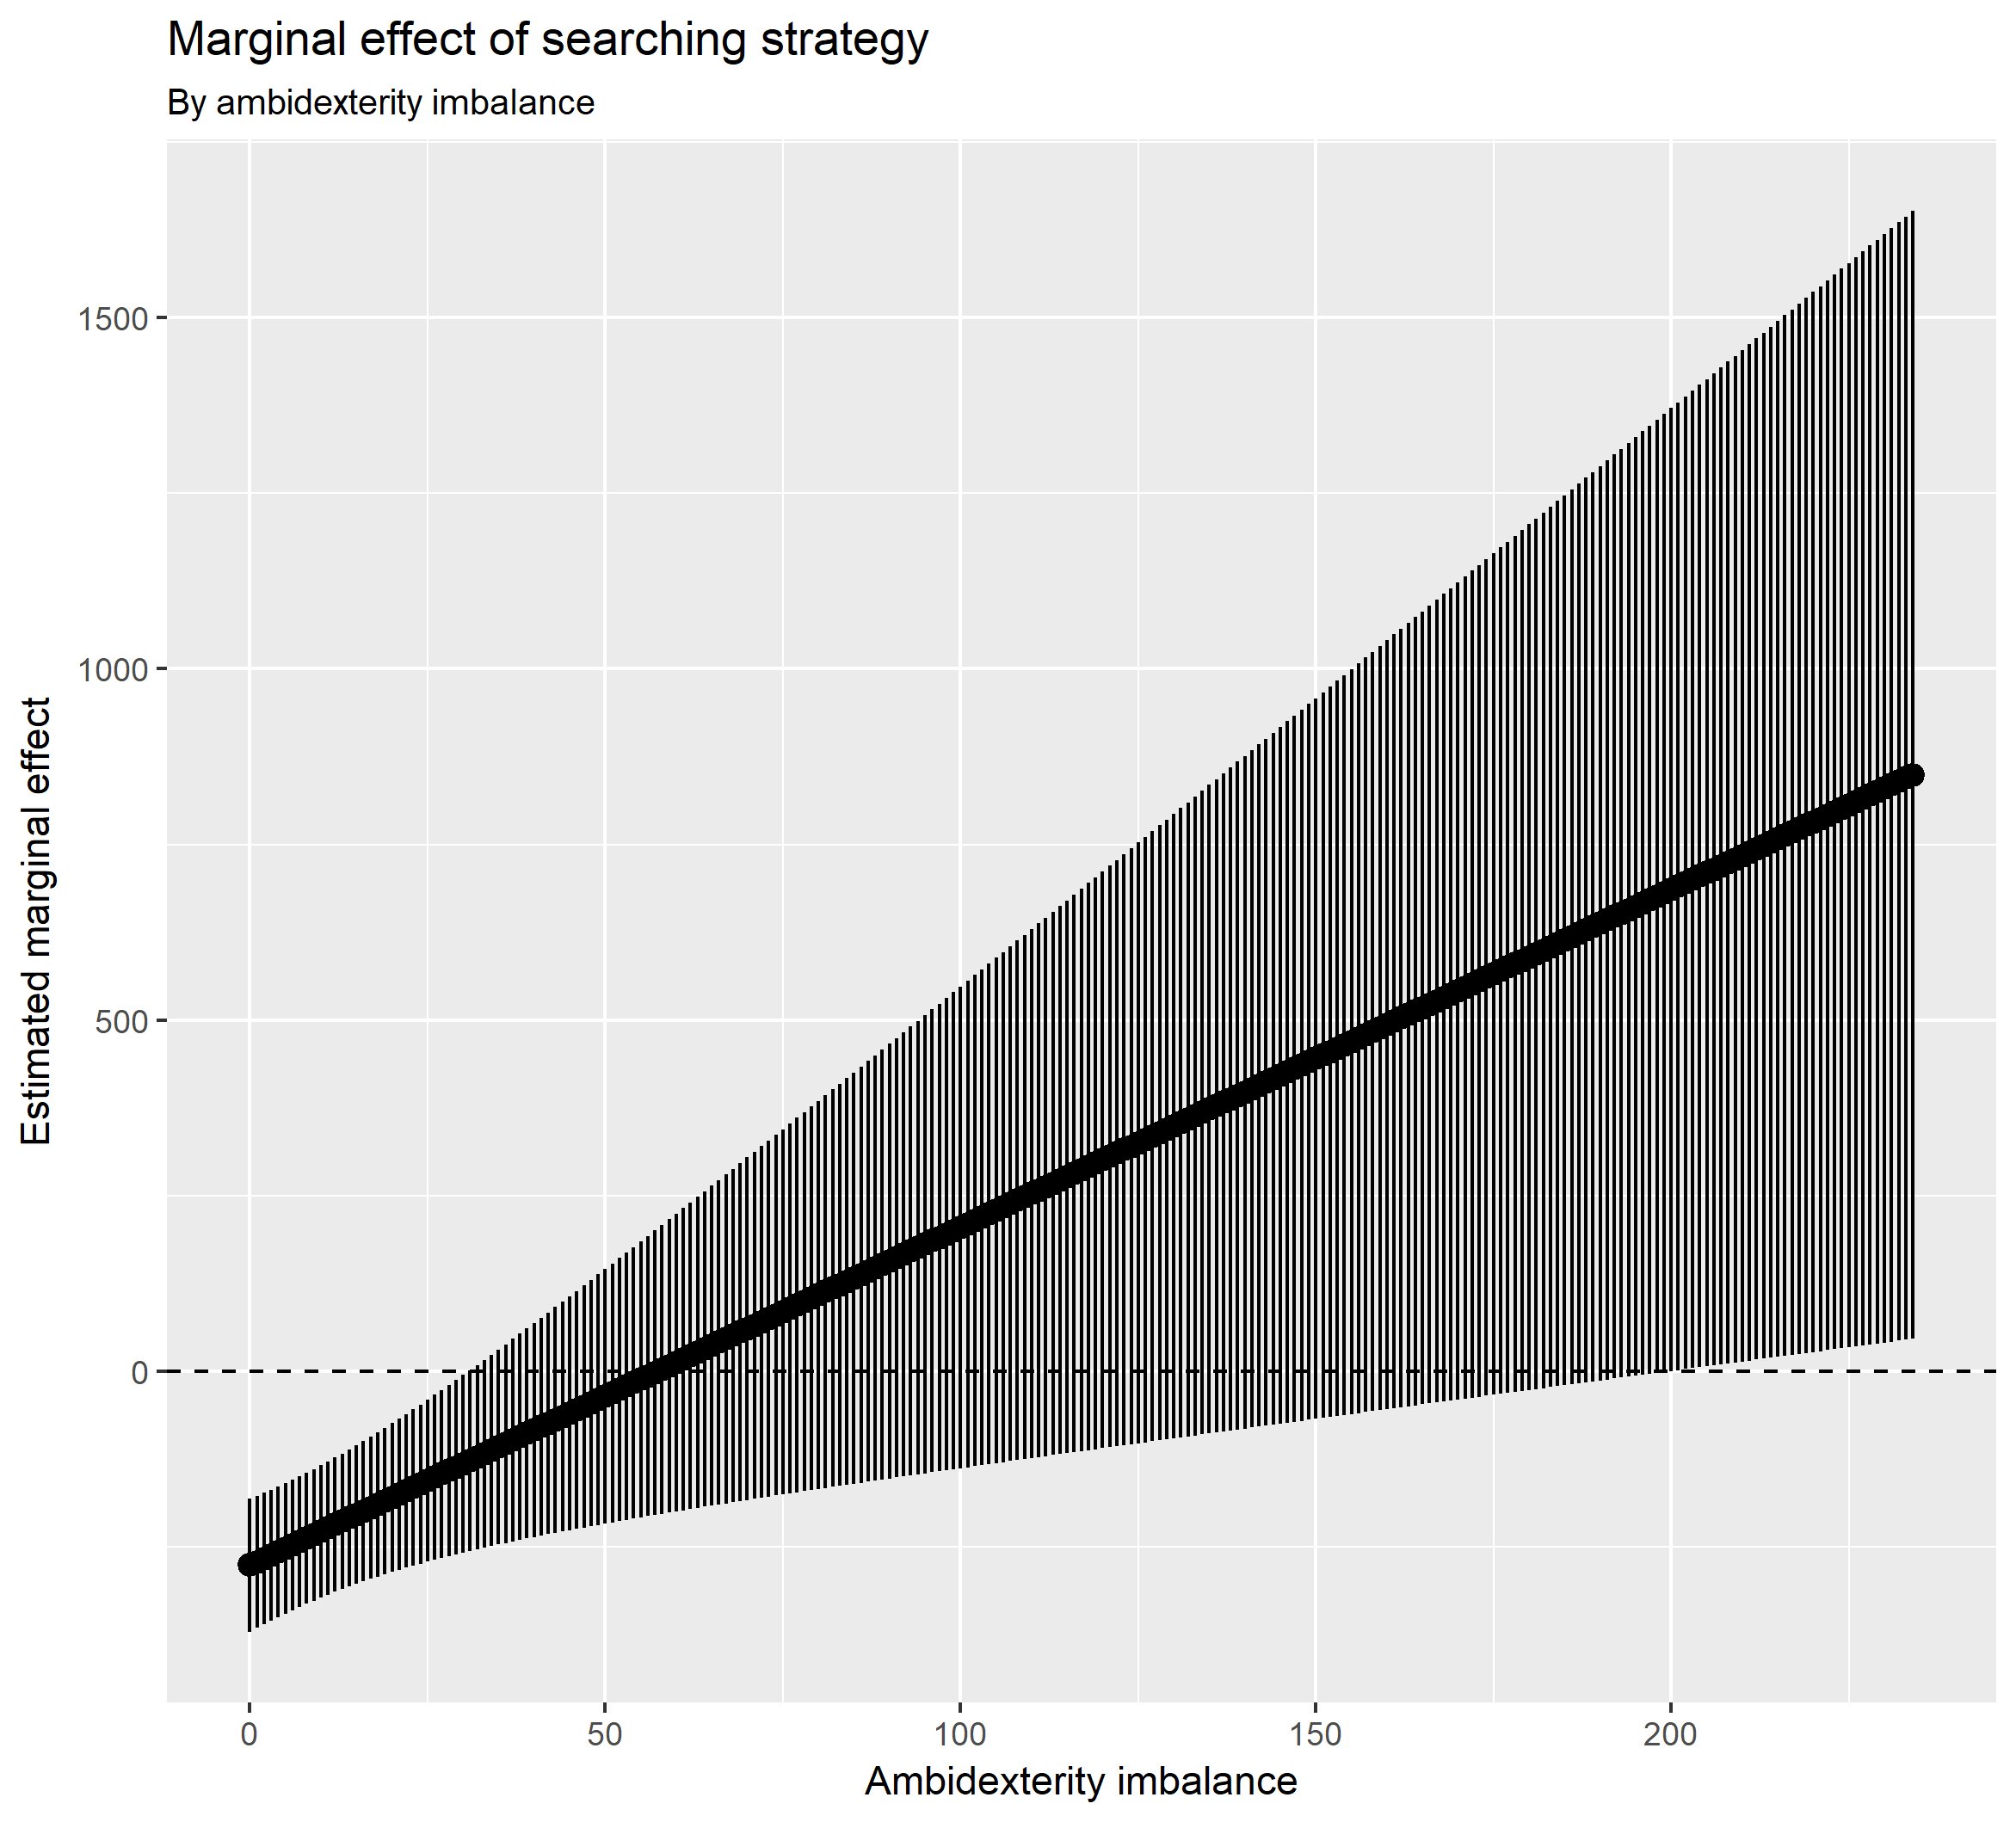 Marginal effect of searching strategy
By ambidexterity imbalance
Estimated marginal effect
1500
1000
500
0
0 50 100 150 200
Ambidexterity imbalance